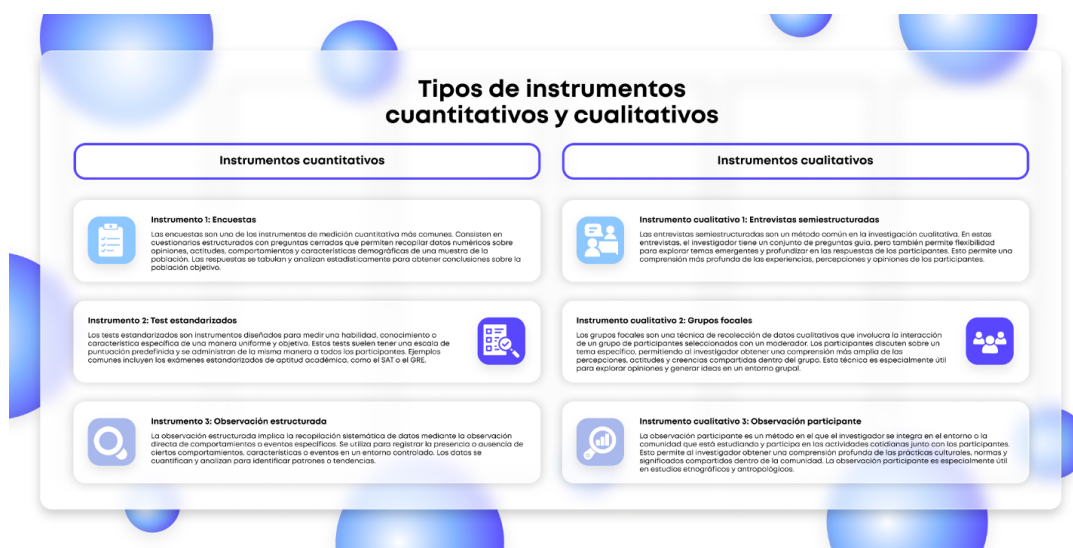 Tipos de instrumentos
cuantitativos y cualitativos
Instrumentos cuantitativos
Instrumento 1: Encuestas
Las encuestas son uno de los instrumentos de medición cuantitativa más comunes. Consisten en
cuestionarios estructurados con preguntas cerradas que permiten recopilar datos numéricos sobre
opiniones, actitudes, comportamientos y características demográficas de una muestra de la
población. Las respuestas se tabulan y analizan estadísticamente para obtener conclusiones sobre la
población objetivo.
Instrumento 2: Test estandarizados
Los tests estandarizados son instrumentos diseñados para medir una habilidad, conocimiento o
característica específica de una manera uniforme y objetiva. Estos tests suelen tener una escala de
puntuación predefinida y se administran de la misma manera a todos los participantes. Ejemplos
comunes incluyen los exámenes estandarizados de aptitud académica, como el SAT o el GRE.
Instrumento 3: Observación estructurada
La observación estructurada implica la recopilación sistemática de datos mediante la observación
directa de comportamientos o eventos específicos. Se utiliza para registrar la presencia o ausencia de
ciertos comportamientos, características o eventos en un entorno controlado. Los datos se
cuantifican y analizan para identificar patrones o tendencias.
Instrumentos cualitativos
Instrumento cualitativo 1: Entrevistas semiestructuradas
Las entrevistas semiestructuradas son un método común en la investigación cualitativa. En estas
entrevistas, el investigador tiene un conjunto de preguntas guía, pero también permite flexibilidad
para explorar temas emergentes y profundizar en las respuestas de los participantes. Esto permite una
comprensión más profunda de las experiencias, percepciones y opiniones de los participantes.
Instrumento cualitativo 2: Grupos focales
Los grupos focales son una técnica de recolección de datos cualitativos que involucra la interacción
de un grupo de participantes seleccionados con un moderador. Los participantes discuten sobre un
tema específico, permitiendo al investigador obtener una comprensión más amplia de las
percepciones, actitudes y creencias compartidas dentro del grupo. Esta técnica es especialmente útil
para explorar opiniones y generar ideas en un entorno grupal.
Instrumento cualitativo 3: Observación participante
La observación participante es un método en el que el investigador se integra en el entorno o la
comunidad que está estudiando y participa en las actividades cotidianas junto con los participantes.
Esto permite al investigador obtener una comprensión profunda de las prácticas culturales, normas y
significados compartidos dentro de la comunidad. La observación participante es especialmente útil
en estudios etnográficos y antropológicos.